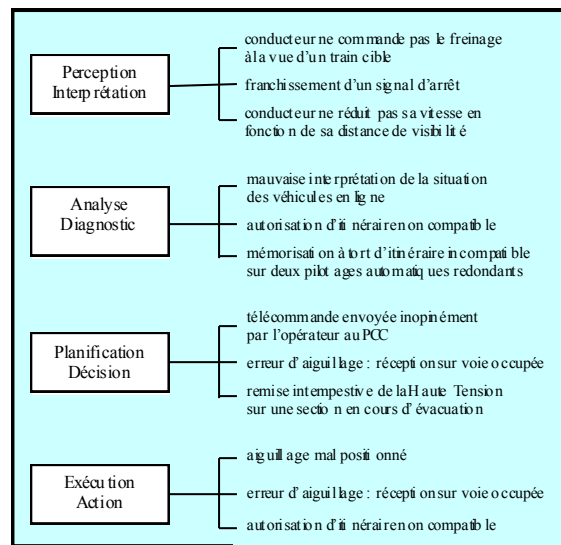 Perception
Interprétation
conducteur ne commande pas le freinage
à la vue d'un train cible
franchissement d'un signal d'arrêt
conducteur ne réduit pas sa vitesse en
fonction de sa distance de visibilité
Analyse
Diagnostic
mauvaise interprétation de la situation
des véhicules en ligne
autorisation d'itinéraire non compatible
mémorisation à tort d'itinéraire incompatible
sur deux pilotages automatiques redondants
Planification
Décision
télécommande envoyée inopinément
par l'opérateur au PCC
erreur d'aiguillage : réception sur voie occupée
remise intempestive de la Haute Tension
sur une section en cours d'évacuation
Exécution
Action
aiguillage mal positionné
erreur d'aiguillage : réception sur voie occupée
autorisation d'itinéraire non compatible